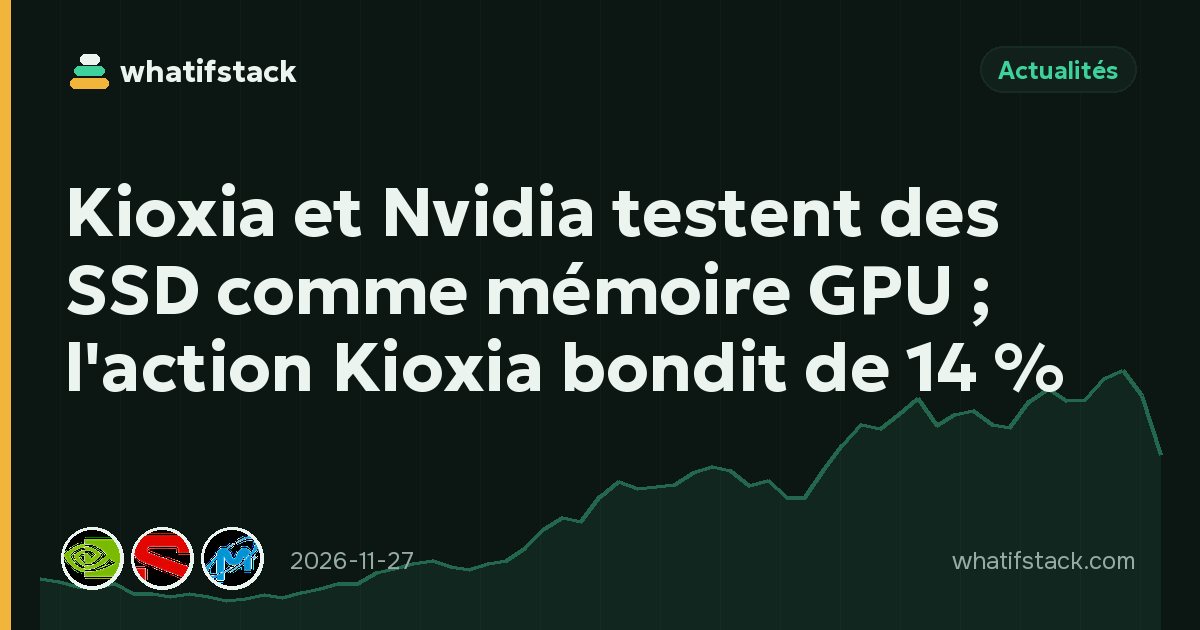 whatifstack
Actualités
Kioxia et Nvidia testent des
SSD comme mémoire GPU ;
l'action Kioxia bondit de 14 %
2026-11-27
whatifstack.com